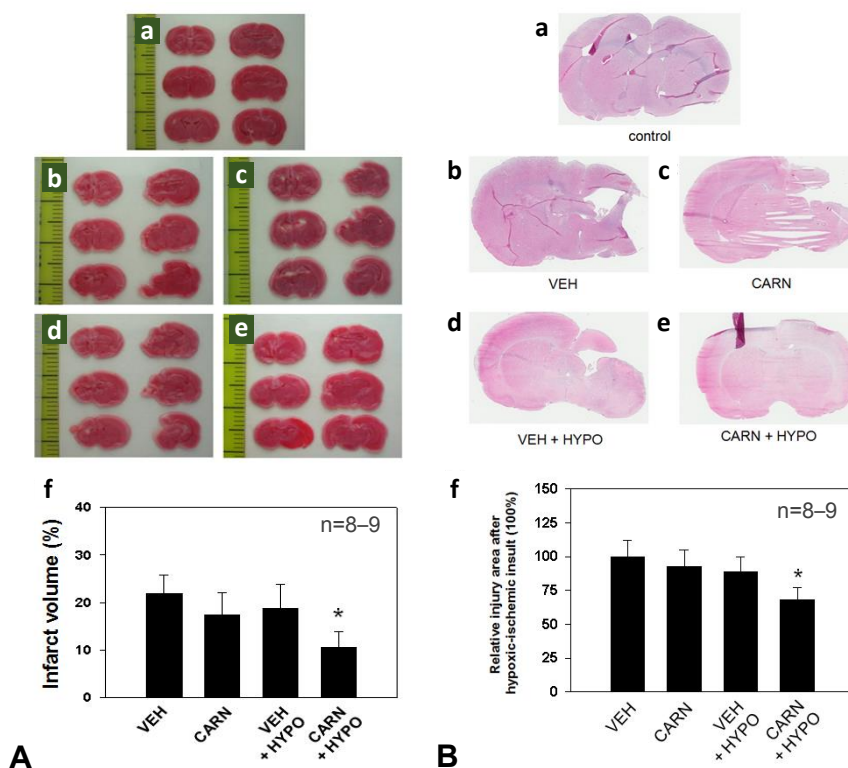 a
b
c
d
e
f
n=8–9
Infarct volume (%)
40
30
20
10
0
*
VEH
CARN
VEH
+ HYPO
CARN
+ HYPO
A
a
control
b
VEH
c
CARN
d
VEH + HYPO
e
CARN + HYPO
f
n=8–9
Relative injury area after
hypoxic-ischemic insult (100%)
150
125
100
75
50
25
0
*
VEH
CARN
VEH
+ HYPO
CARN
+ HYPO
B